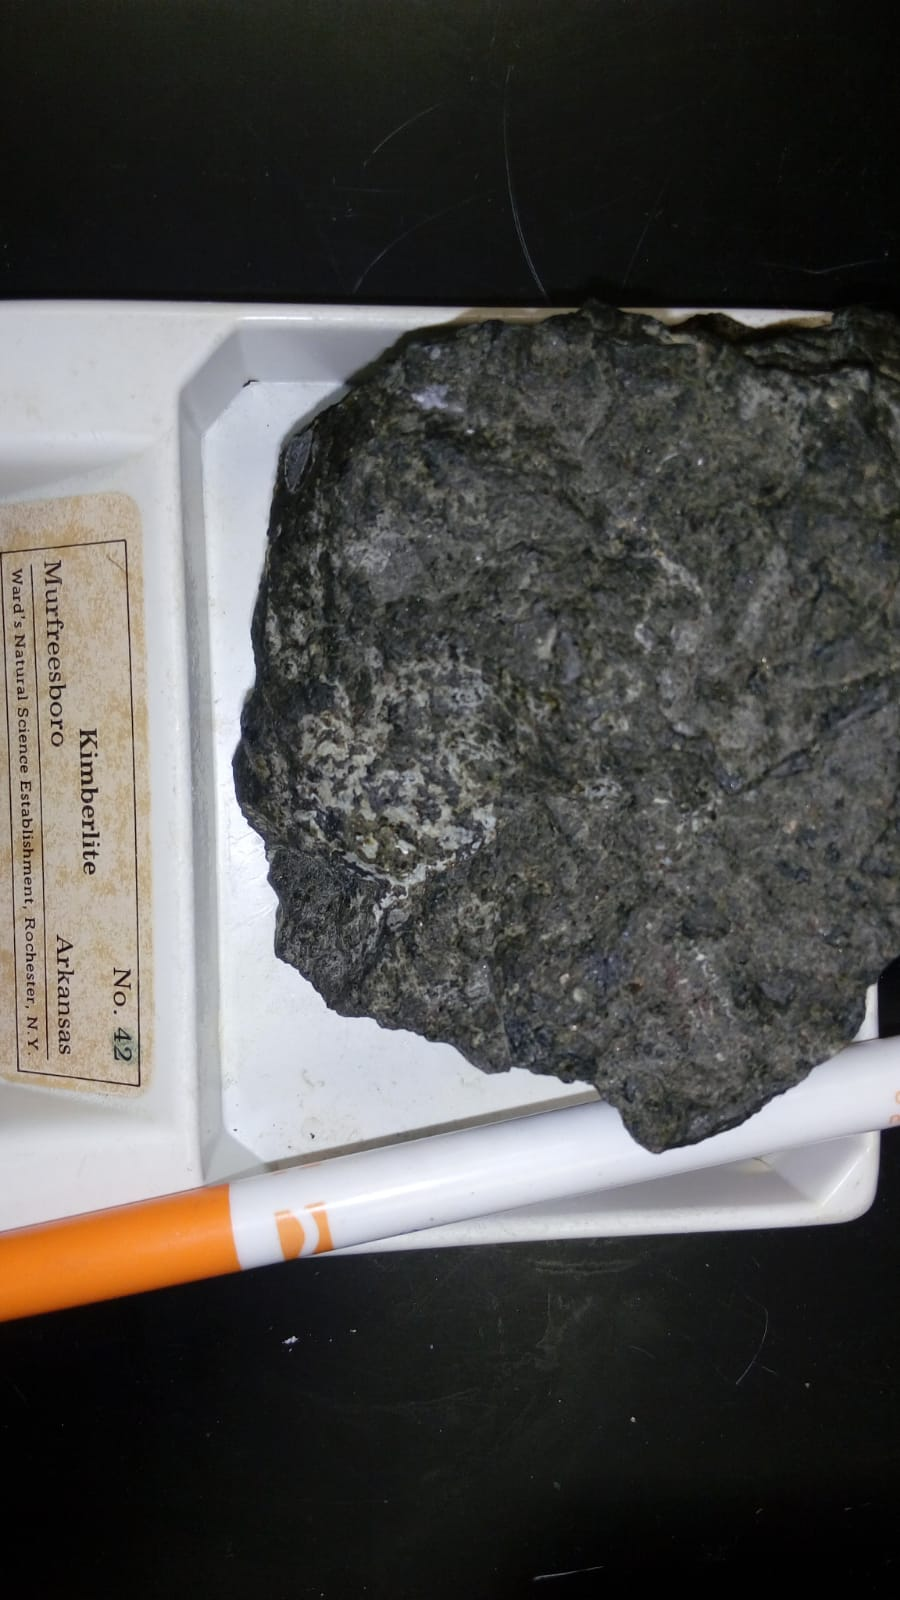 No. 42
Kimberlite
Murfreesboro Arkansas
Ward's Natural Science Establishment, Rochester, N.Y.